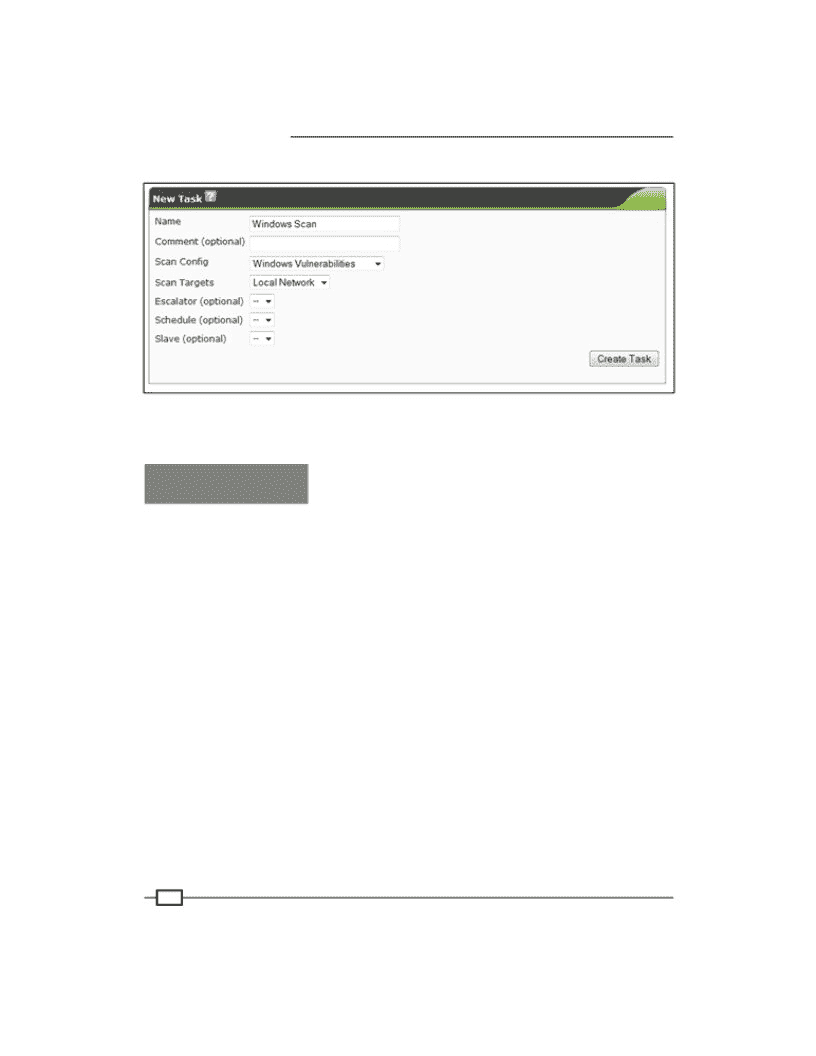 New Task ?
Name Windows Scan
Comment (optional)
Scan Config Windows Vulnerabilities
Scan Targets Local Network
Escalator (optional) --
Schedule (optional) --
Slave (optional) --
Create Task